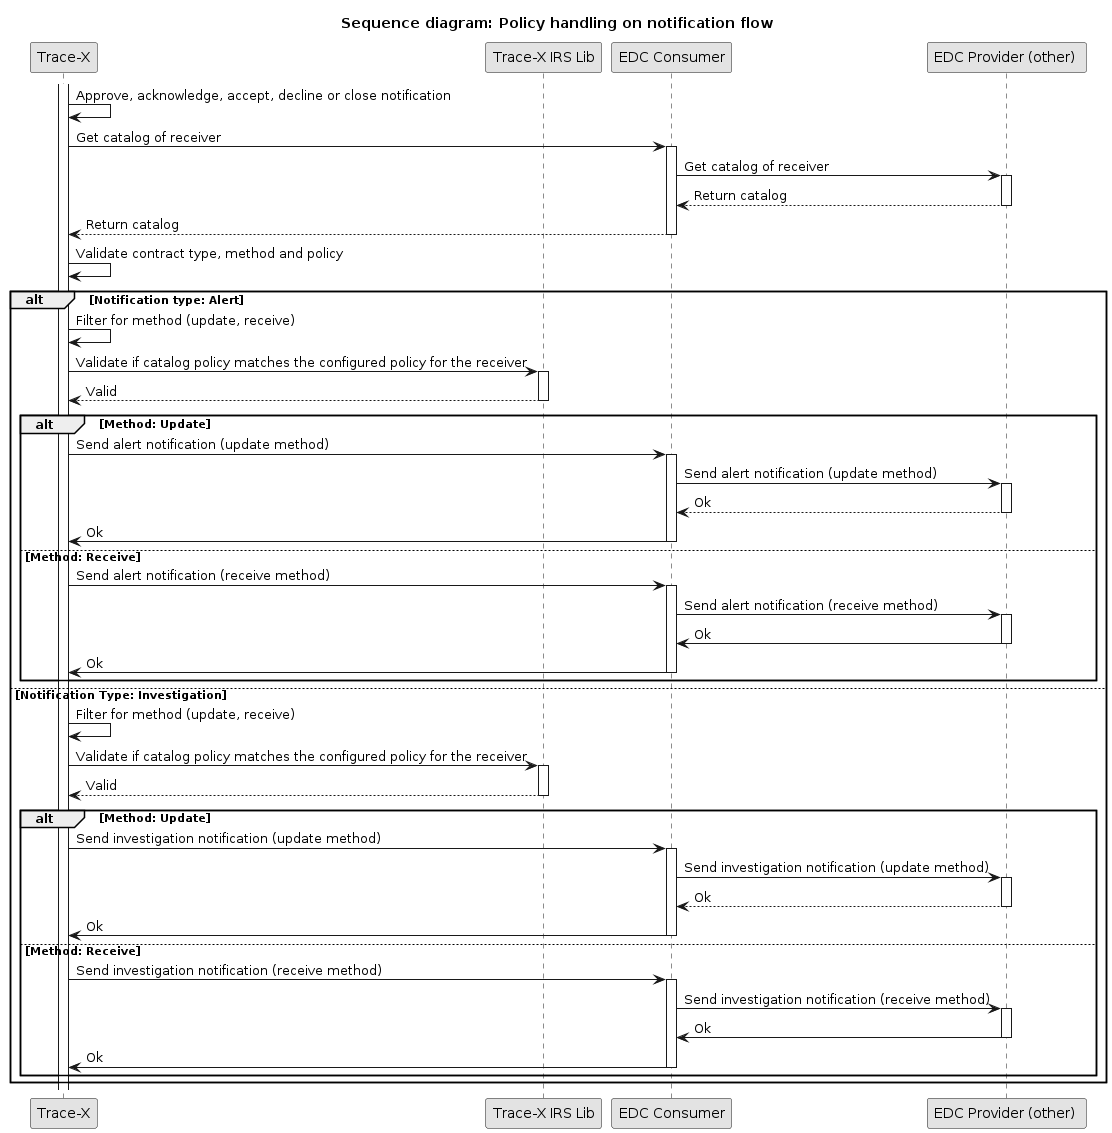 Sequence diagram: Policy handling on notification flow
Trace-X
Trace-X IRS Lib
EDC Consumer
EDC Provider (other)
Approve, acknowledge, accept, decline or close notification
Get catalog of receiver
Get catalog of receiver
Return catalog
Return catalog
Validate contract type, method and policy
alt
[Notification type: Alert]
Filter for method (update, receive)
Validate if catalog policy matches the configured policy for the receiver
Valid
alt
[Method: Update]
Send alert notification (update method)
Send alert notification (update method)
Ok
Ok
[Method: Receive]
Send alert notification (receive method)
Send alert notification (receive method)
Ok
Ok
[Notification Type: Investigation]
Filter for method (update, receive)
Validate if catalog policy matches the configured policy for the receiver
Valid
alt
[Method: Update]
Send investigation notification (update method)
Send investigation notification (update method)
Ok
Ok
[Method: Receive]
Send investigation notification (receive method)
Send investigation notification (receive method)
Ok
Ok
Trace-X
Trace-X IRS Lib
EDC Consumer
EDC Provider (other)